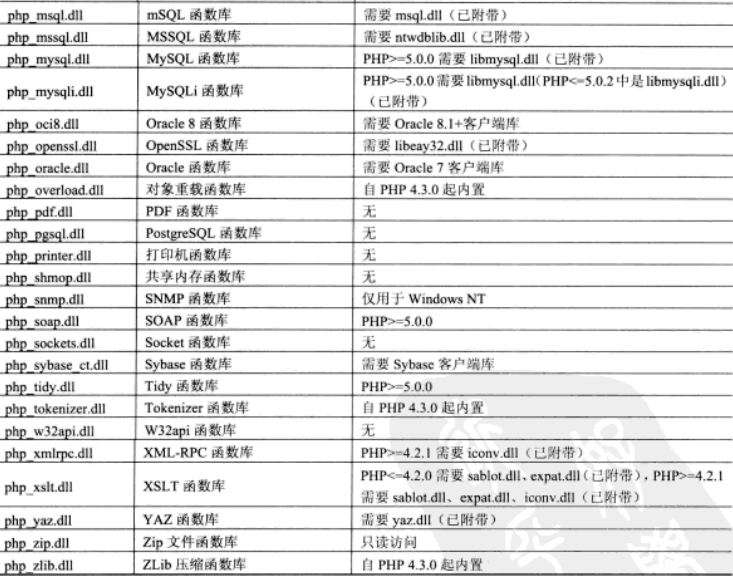 php_msql.dll mSQL 函数库 需要 msql.dll（已附带）
php_mssql.dll MSSQL 函数库 需要 ntwdblib.dll（已附带）
php_mysql.dll MySQL 函数库 PHP>=5.0.0 需要 libmysql.dll（已附带）
php_mysqli.dll MySQLi 函数库 PHP>=5.0.0需要libmysql.dll(PHP<=5.0.2中是libmysqli.dll)
（已附带）
php_oci8.dll Oracle 8 函数库 需要 Oracle 8.1+客户端库
php_openssl.dll OpenSSL 函数库 需要 libeay32.dll（已附带）
php_oracle.dll Oracle 函数库 需要 Oracle 7 客户端库
php_overload.dll 对象重载函数库 自 PHP 4.3.0 起内置
php_pdf.dll PDF 函数库 无
php_pgsql.dll PostgreSQL 函数库 无
php_printer.dll 打印机函数库 无
php_shmop.dll 共享内存函数库 无
php_snmp.dll SNMP 函数库 仅用于 Windows NT
php_soap.dll SOAP 函数库 PHP>=5.0.0
php_sockets.dll Socket 函数库 无
php_sybase_ct.dll Sybase 函数库 需要 Sybase 客户端库
php_tidy.dll Tidy 函数库 PHP>=5.0.0
php_tokenizer.dll Tokenizer 函数库 自 PHP 4.3.0 起内置
php_w32api.dll W32api 函数库 无
php_xmlrpc.dll XML-RPC 函数库 PHP>=4.2.1 需要 iconv.dll（已附带）
php_xslt.dll XSLT 函数库 PHP<=4.2.0 需要 sablot.dll、expat.dll（已附带），PHP>=4.2.1
需要 sablot.dll、expat.dll、iconv.dll（已附带）
php_yaz.dll YAZ 函数库 需要 yaz.dll（已附带）
php_zip.dll Zip 文件函数库 只读访问
php_zlib.dll ZLib 压缩函数库 自 PHP 4.3.0 起内置